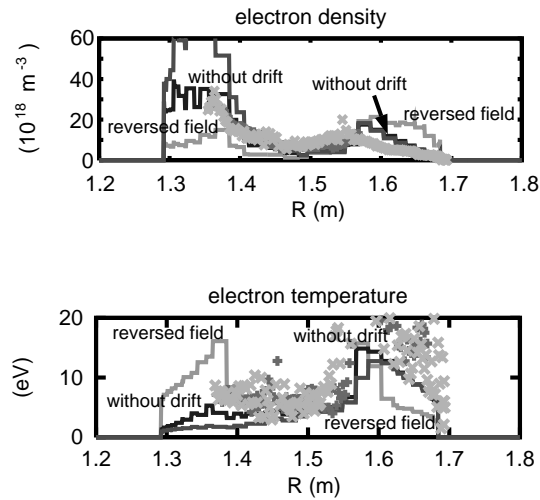 electron density
60
40
20
0
(10^18 m^-3)
without drift
without drift
reversed field
reversed field
1.2 1.3 1.4 1.5 1.6 1.7 1.8
R (m)
electron temperature
20
10
0
(eV)
reversed field
without drift
without drift
reversed field
1.2 1.3 1.4 1.5 1.6 1.7 1.8
R (m)